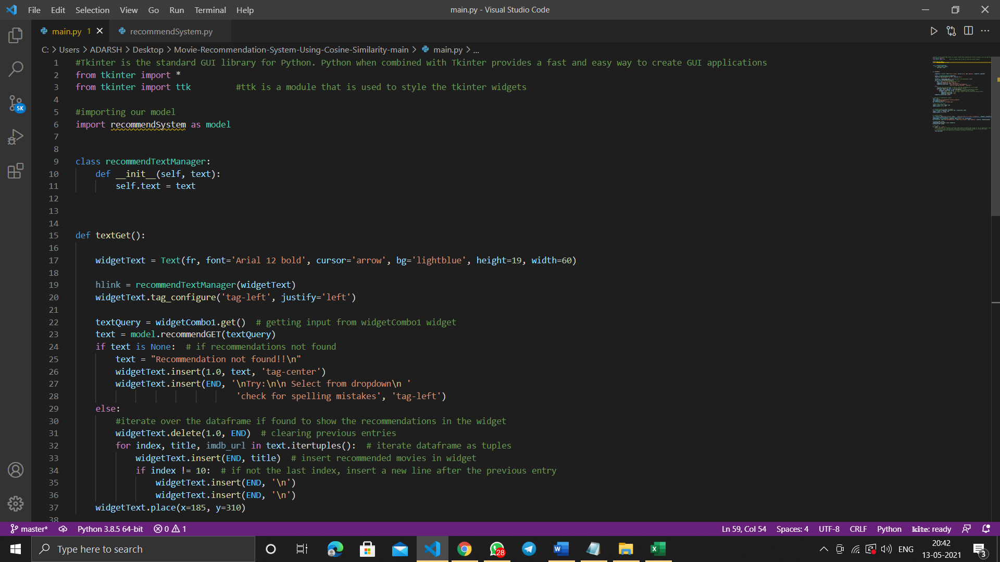 File Edit Selection View Go Run Terminal Help main.py - Visual Studio Code
main.py 1 recommendSystem.py
C: > Users > ADARSH > Desktop > Movie-Recommendation-System-Using-Cosine-Similarity-main > main.py > ...
1 #Tkinter is the standard GUI library for Python. Python when combined with Tkinter provides a fast and easy way to create GUI applications
2 from tkinter import *
3 from tkinter import ttk #ttk is a module that is used to style the tkinter widgets
4
5 #importing our model
6 import recommendSystem as model
7
8
9 class recommendTextManager:
10 def __init__(self, text):
11 self.text = text
12
13
14
15 def textGet():
16
17 widgetText = Text(fr, font='Arial 12 bold', cursor='arrow', bg='lightblue', height=19, width=60)
18
19 hlink = recommendTextManager(widgetText)
20 widgetText.tag_configure('tag-left', justify='left')
21
22 textQuery = widgetCombo1.get() # getting input from widgetCombo1 widget
23 text = model.recommendGET(textQuery)
24 if text is None: # if recommendations not found
25 text = "Recommendation not found!!\n"
26 widgetText.insert(1.0, text, 'tag-center')
27 widgetText.insert(END, '\nTry:\n\n Select from dropdown\n '
28 'check for spelling mistakes', 'tag-left')
29 else:
30 #iterate over the dataframe if found to show the recommendations in the widget
31 widgetText.delete(1.0, END) # clearing previous entries
32 for index, title, imdb_url in text.itertuples(): # iterate dataframe as tuples
33 widgetText.insert(END, title) # insert recommended movies in widget
34 if index != 10: # if not the last index, insert a new line after the previous entry
35 widgetText.insert(END, '\n')
36 widgetText.insert(END, '\n')
37 widgetText.place(x=185, y=310)
38
5K
master* Python 3.8.5 64-bit 0 1 Ln 59, Col 54 Spaces: 4 UTF-8 CRLF Python kite: ready
Type here to search 28 ENG 20:42
13-05-2021 3